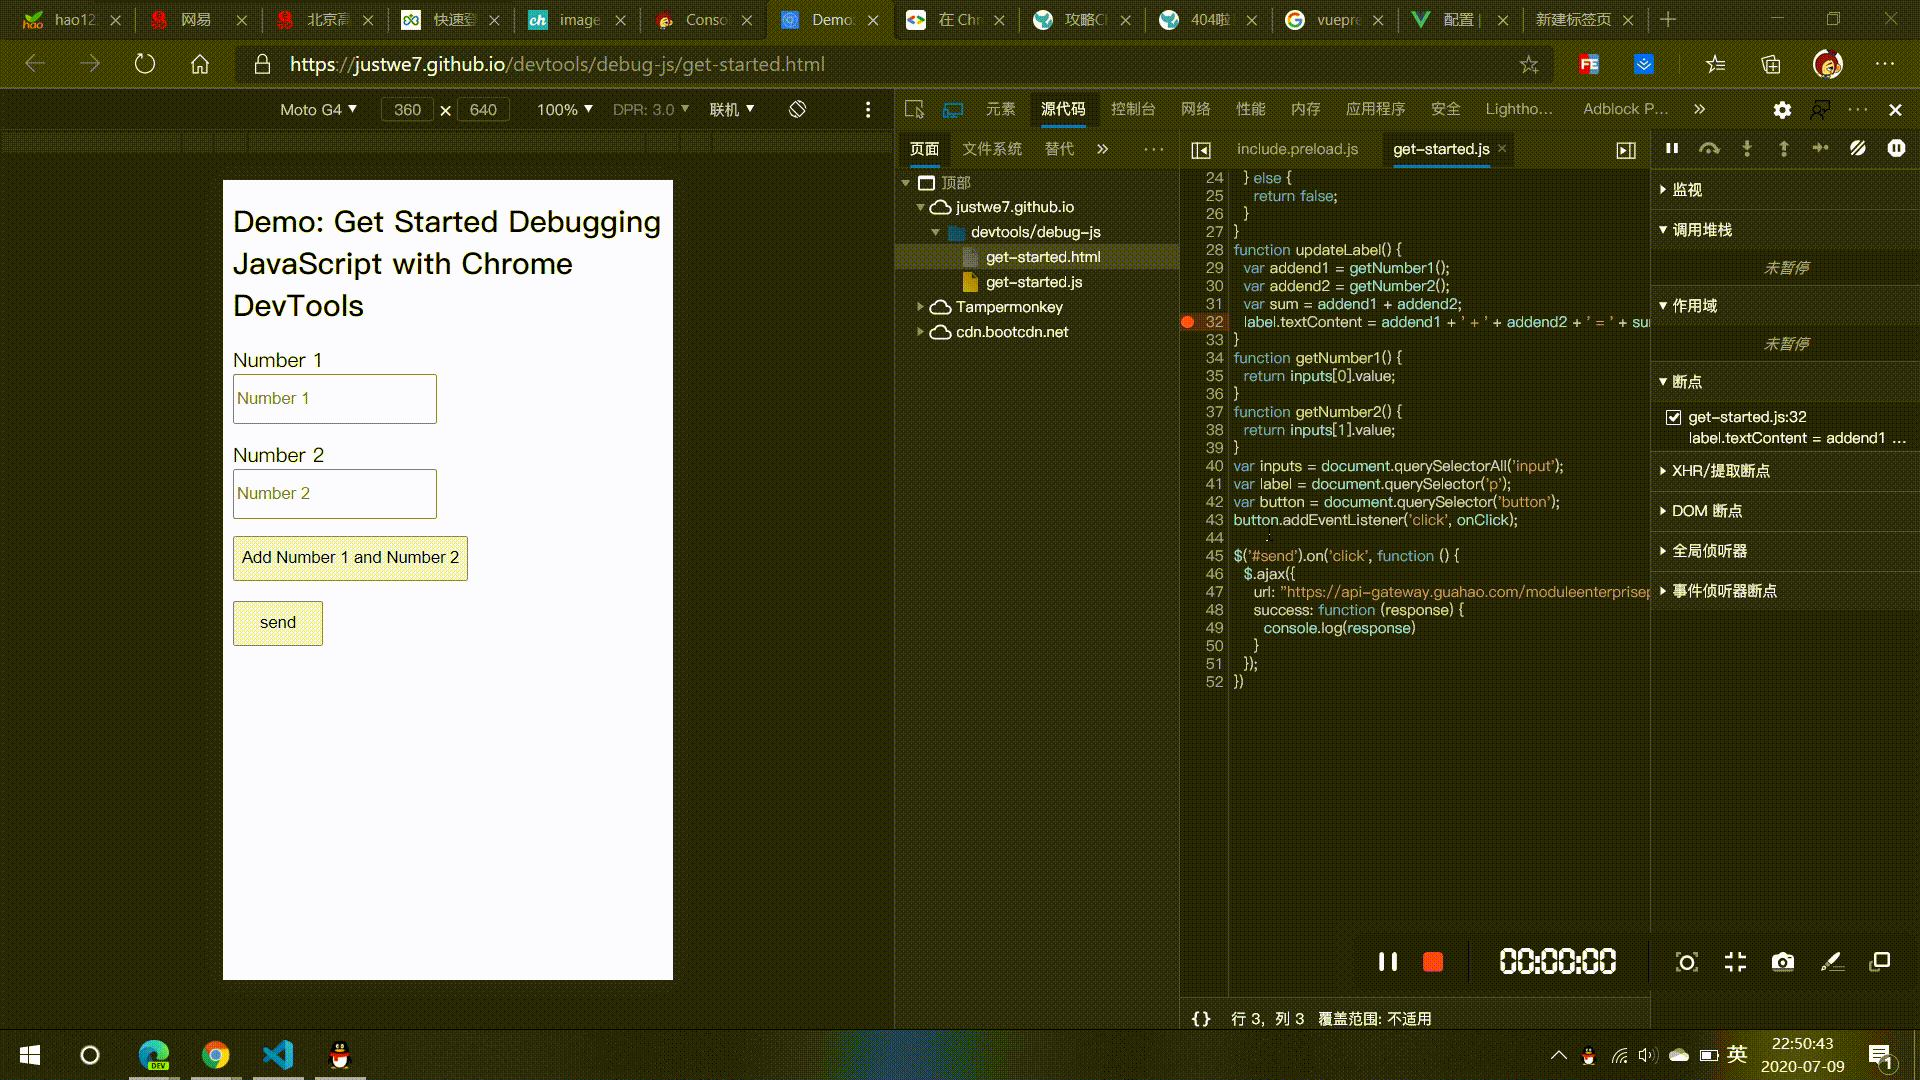 hao12
网易
北京高
快速登
image
Conso
Demo:
在 Chr
攻略Cl
404啦
vuepre
配置 |
新建标签页
https://justwe7.github.io/devtools/debug-js/get-started.html
Moto G4 360 640 100% DPR: 3.0 联机
元素 源代码 控制台 网络 性能 内存 应用程序 安全 Lightho... Adblock P...
页面 文件系统 替代
include.preload.js get-started.js
顶部
justwe7.github.io
devtools/debug-js
get-started.html
get-started.js
Tampermonkey
cdn.bootcdn.net
Demo: Get Started Debugging
JavaScript with Chrome
DevTools
Number 1
Number 1
Number 2
Number 2
Add Number 1 and Number 2
send
24 } else {
25 return false;
26 }
27 }
28 function updateLabel() {
29 var addend1 = getNumber1();
30 var addend2 = getNumber2();
31 var sum = addend1 + addend2;
32 label.textContent = addend1 + ' + ' + addend2 + ' = ' + sum
33 }
34 function getNumber1() {
35 return inputs[0].value;
36 }
37 function getNumber2() {
38 return inputs[1].value;
39 }
40 var inputs = document.querySelectorAll('input');
41 var label = document.querySelector('p');
42 var button = document.querySelector('button');
43 button.addEventListener('click', onClick);
44
45 $('#send').on('click', function () {
46 $.ajax({
47 url: "https://api-gateway.guahao.com/moduleenterprisep
48 success: function (response) {
49 console.log(response)
50 }
51 });
52 })
监视
调用堆栈
未暂停
作用域
未暂停
断点
get-started.js:32
label.textContent = addend1 ...
XHR/提取断点
DOM 断点
全局侦听器
事件侦听器断点
00:00:00
{} 行 3，列 3 覆盖范围: 不适用
DEV
英
22:50:43
2020-07-09
1